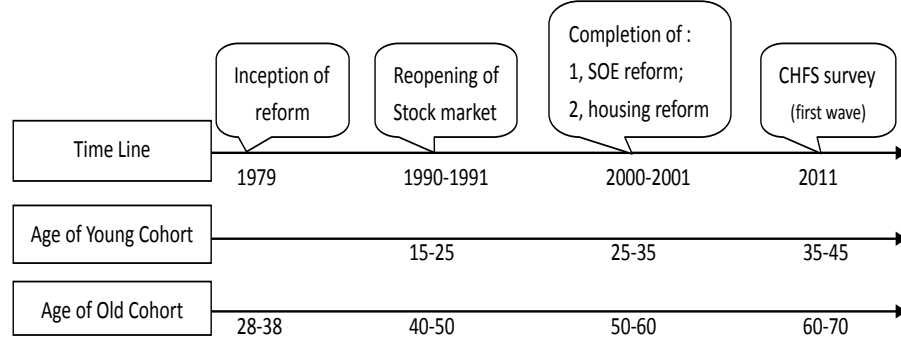 Inception of
reform
Reopening of
Stock market
Completion of :
1, SOE reform;
2, housing reform
CHFS survey
(first wave)
Time Line
1979
1990-1991
2000-2001
2011
Age of Young Cohort
15-25
25-35
35-45
Age of Old Cohort
28-38
40-50
50-60
60-70